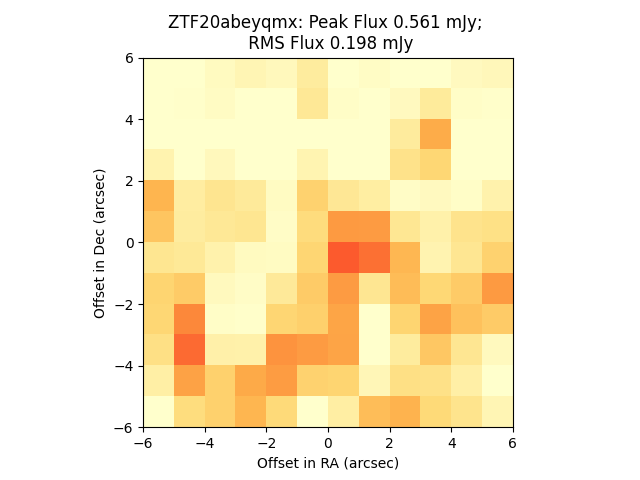 ZTF20abeyqmx: Peak Flux 0.561 mJy;
RMS Flux 0.198 mJy
6
4
2
0
−2
−4
−6
Offset in Dec (arcsec)
−6 −4 −2 0 2 4 6
Offset in RA (arcsec)